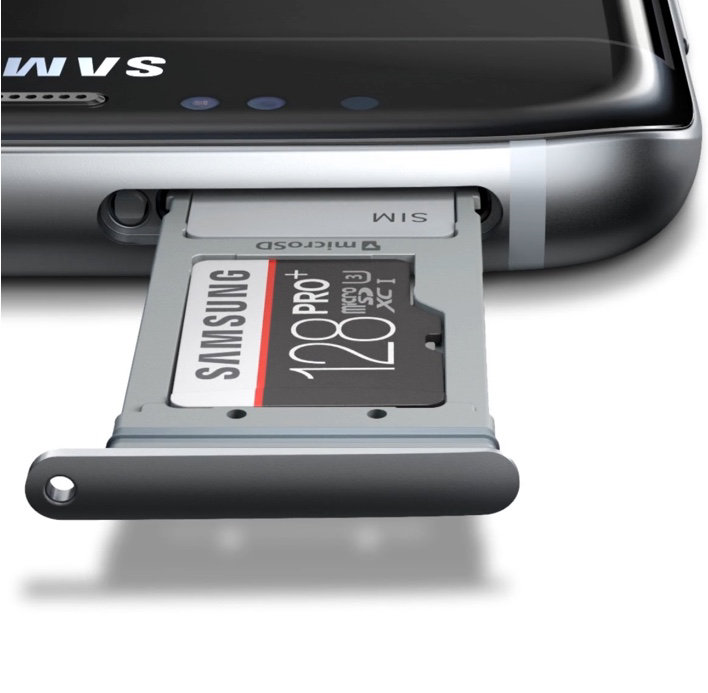 SAM
SIM
microSD
SAMSUNG
128 PRO+
micro SD XC I U3